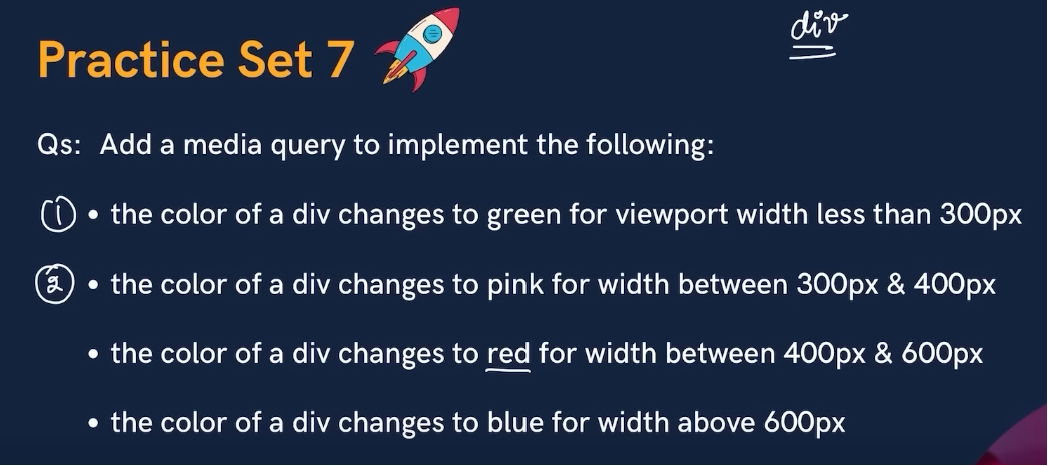 div
Practice Set 7
Qs: Add a media query to implement the following:
① • the color of a div changes to green for viewport width less than 300px
② • the color of a div changes to pink for width between 300px & 400px
• the color of a div changes to red for width between 400px & 600px
• the color of a div changes to blue for width above 600px